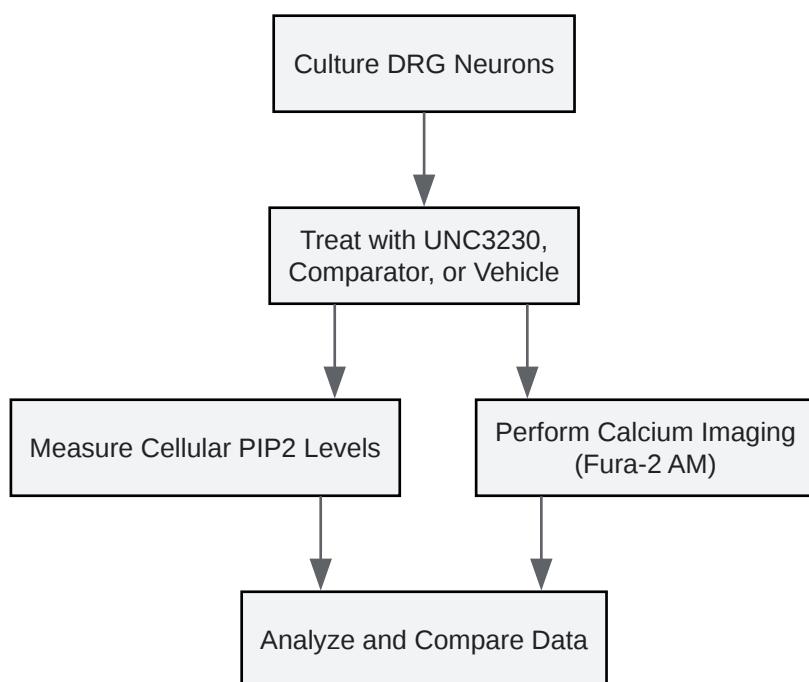 Culture DRG Neurons
Treat with UNC3230,
Comparator, or Vehicle
Measure Cellular PIP2 Levels
Perform Calcium Imaging
(Fura-2 AM)
Analyze and Compare Data